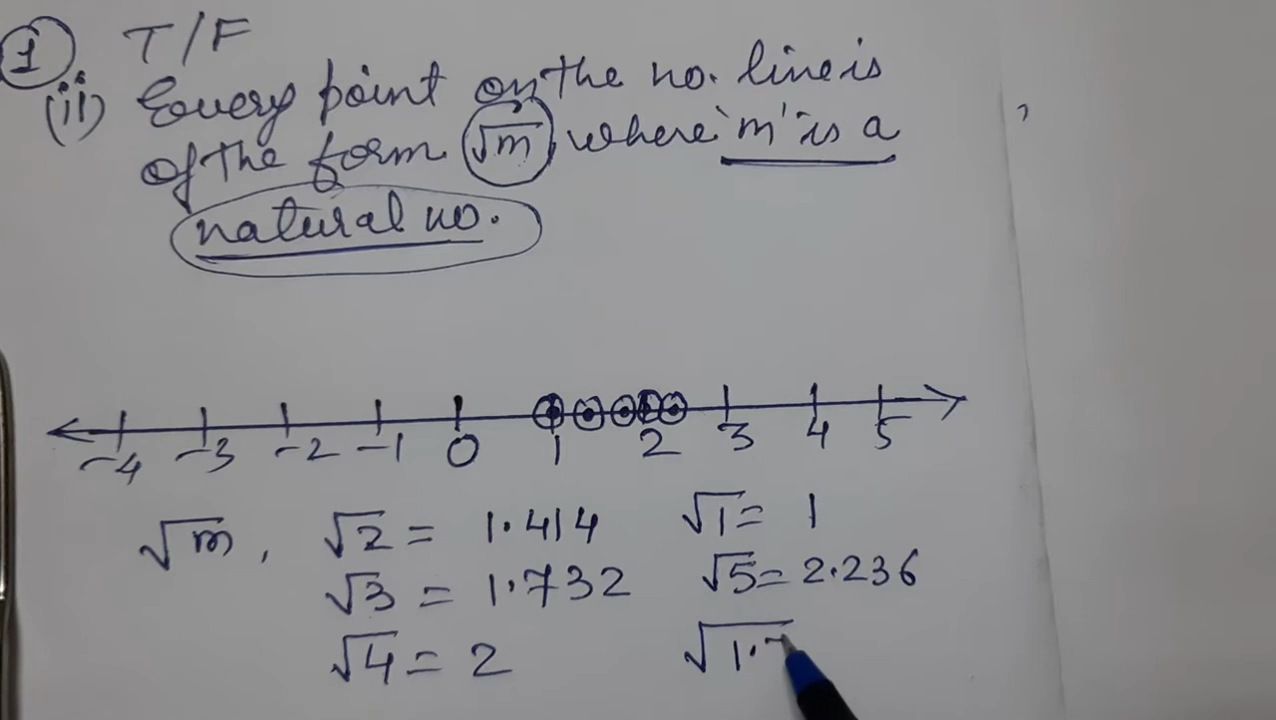 1 T/F
(ii) Every point on the no. line is
of the form √m, where 'm' is a
natural no.
-4 -3 -2 -1 0 1 2 3 4 5
√m, √2 = 1.414 √1 = 1
√3 = 1.732 √5 = 2.236
√4 = 2 √1.